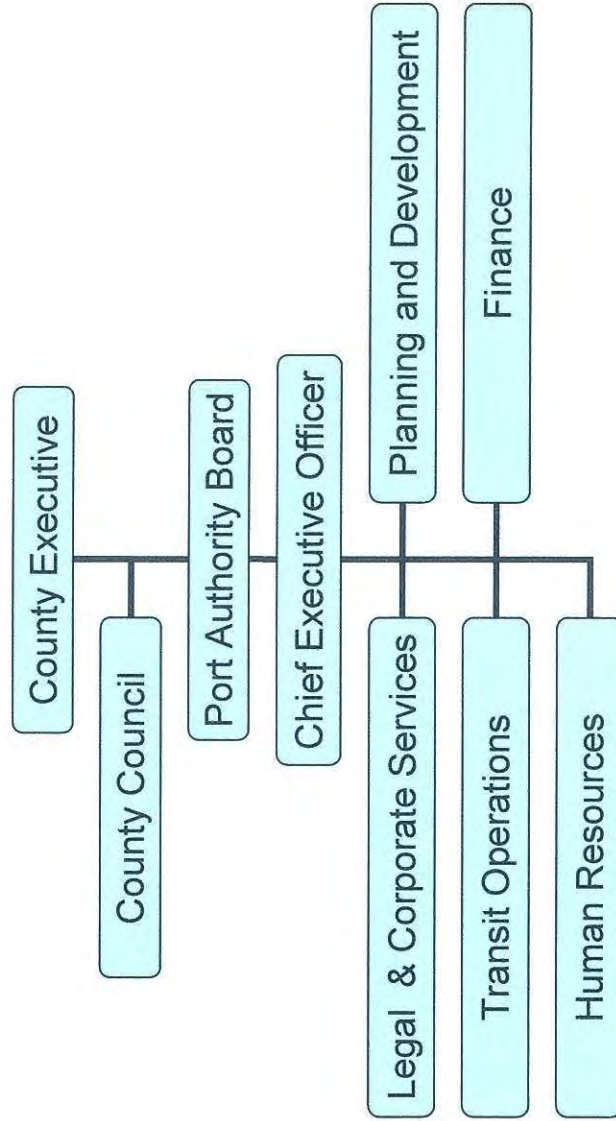 County Executive
County Council
Port Authority Board
Chief Executive Officer
Legal & Corporate Services
Planning and Development
Transit Operations
Finance
Human Resources